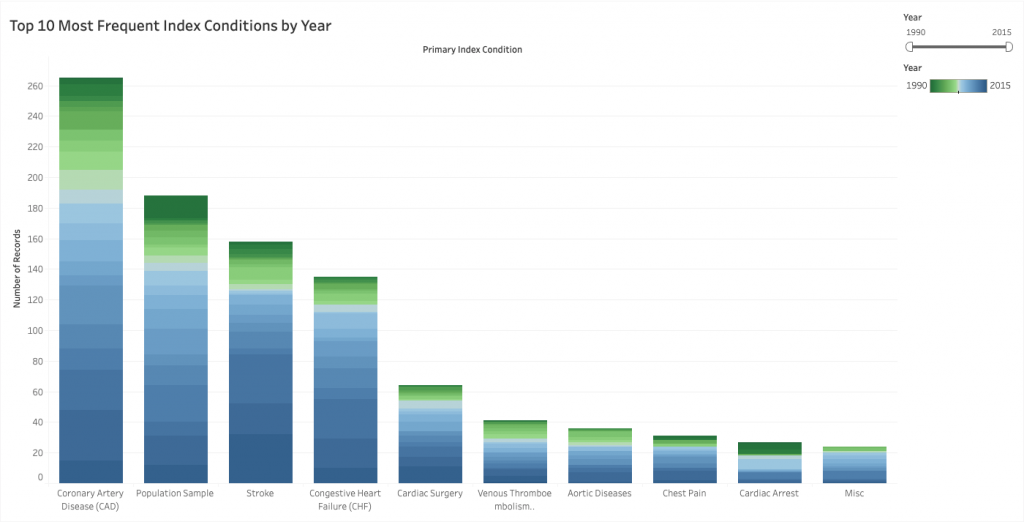 Top 10 Most Frequent Index Conditions by Year
Primary Index Condition
Number of Records
260
240
220
200
180
160
140
120
100
80
60
40
20
0
Coronary Artery
Disease (CAD)
Population Sample
Stroke
Congestive Heart
Failure (CHF)
Cardiac Surgery
Venous Thromboe
mbolism..
Aortic Diseases
Chest Pain
Cardiac Arrest
Misc
Year
1990 2015
Year
1990 2015